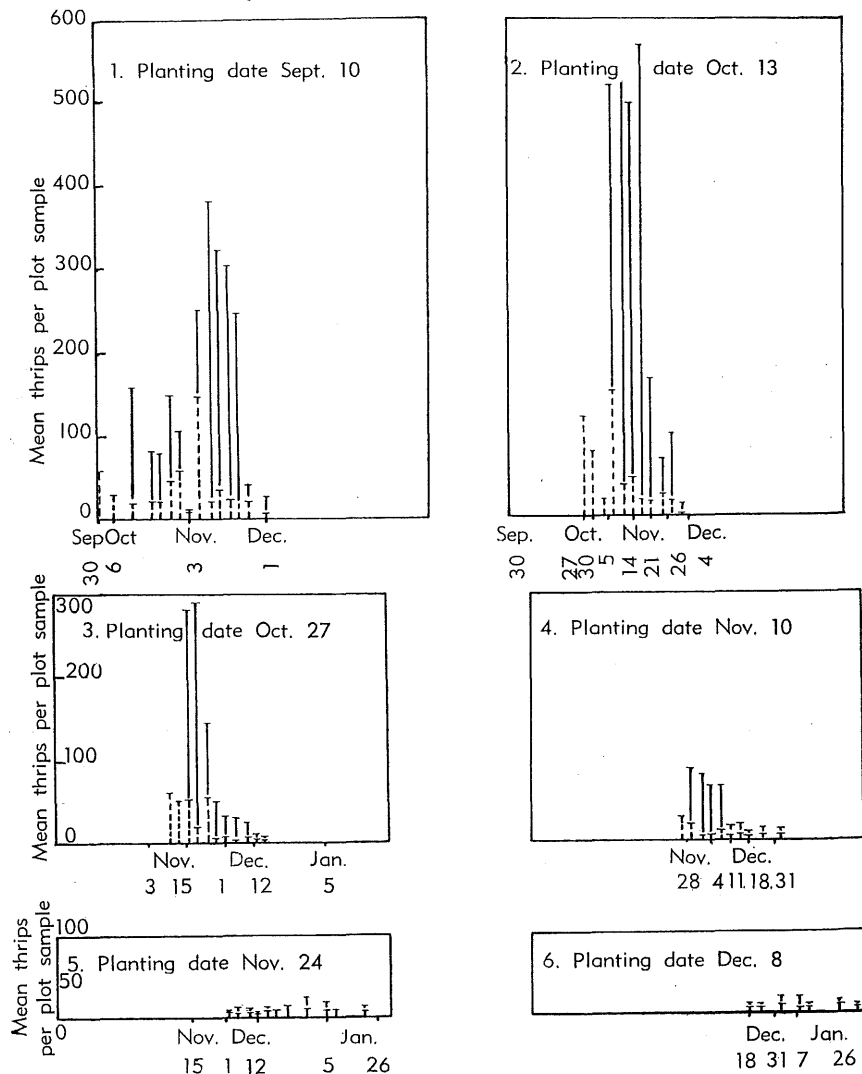 600
500
400
300
200
100
0
Mean thrips per plot sample
1. Planting date Sept. 10
Sep Oct Nov. Dec.
30 6 3 1
2. Planting date Oct. 13
Sep. Oct. Nov. Dec.
30 27 30 5 14 21 26 4
300
200
100
0
Mean thrips per plot sample
3. Planting date Oct. 27
Nov. Dec. Jan.
3 15 1 12 5
4. Planting date Nov. 10
Nov. Dec.
28 4 11. 18. 31
100
50
0
Mean thrips
per plot sample
5. Planting date Nov. 24
Nov. Dec. Jan.
15 1 12 5 26
6. Planting date Dec. 8
Dec. Jan.
18 31 7 26